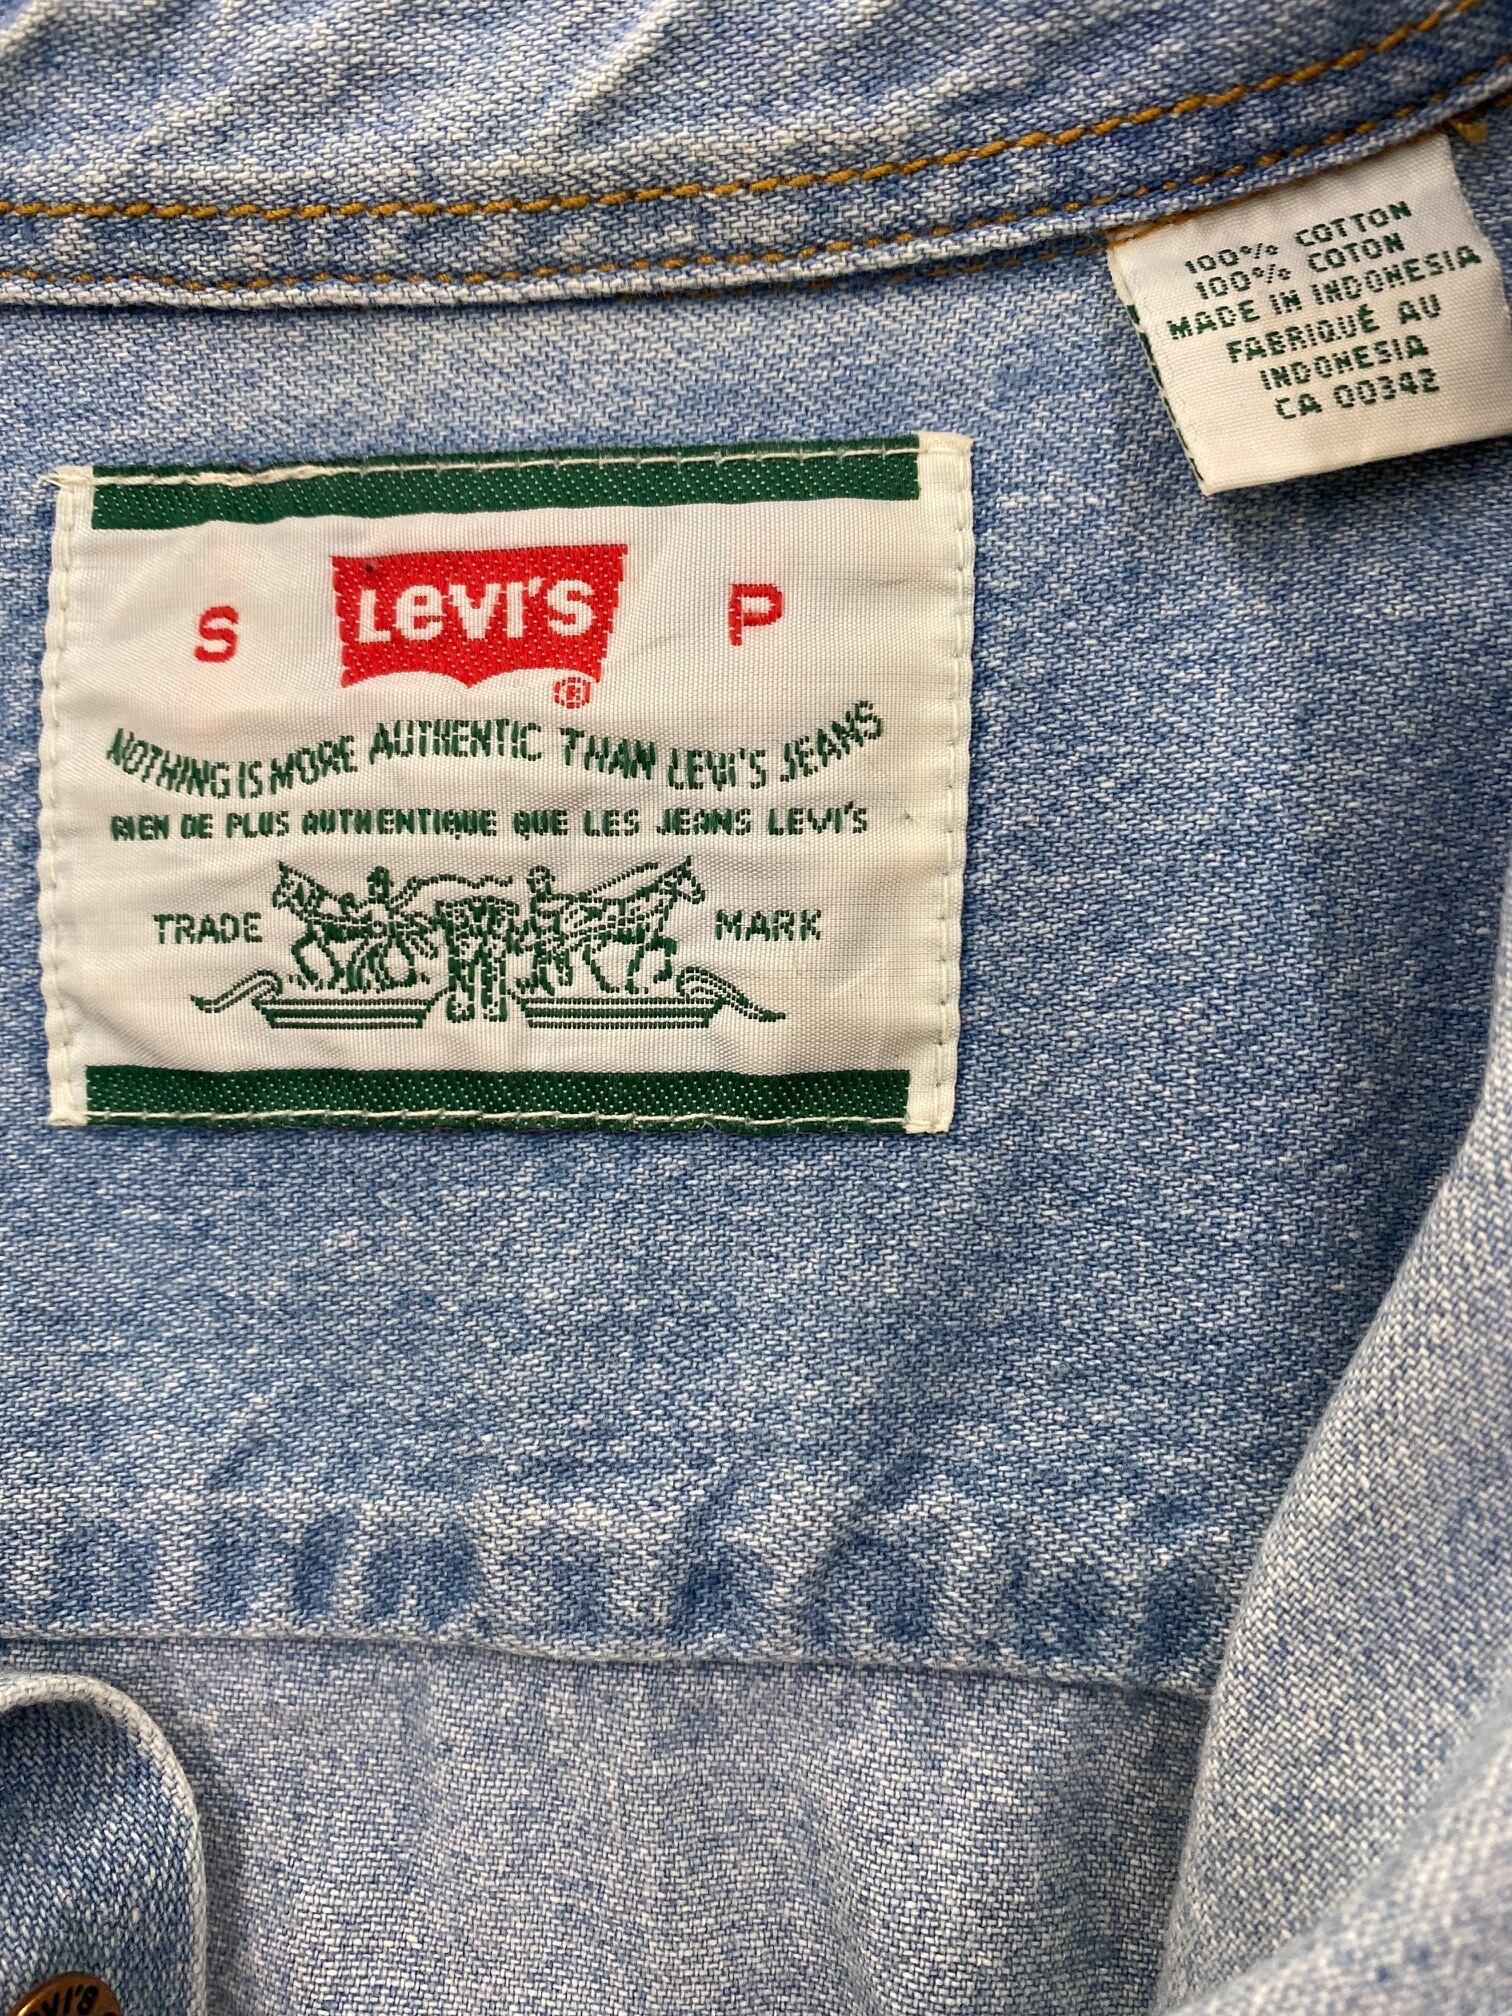 100% COTTON
100% COTON
MADE IN INDONESIA
FABRIQUÉ AU
INDONESIA
CA 00342
S LEVI'S P
®
NOTHING IS MORE AUTHENTIC THAN LEVI'S JEANS
RIEN DE PLUS AUTHENTIQUE QUE LES JEANS LEVI'S
TRADE MARK
VI'S